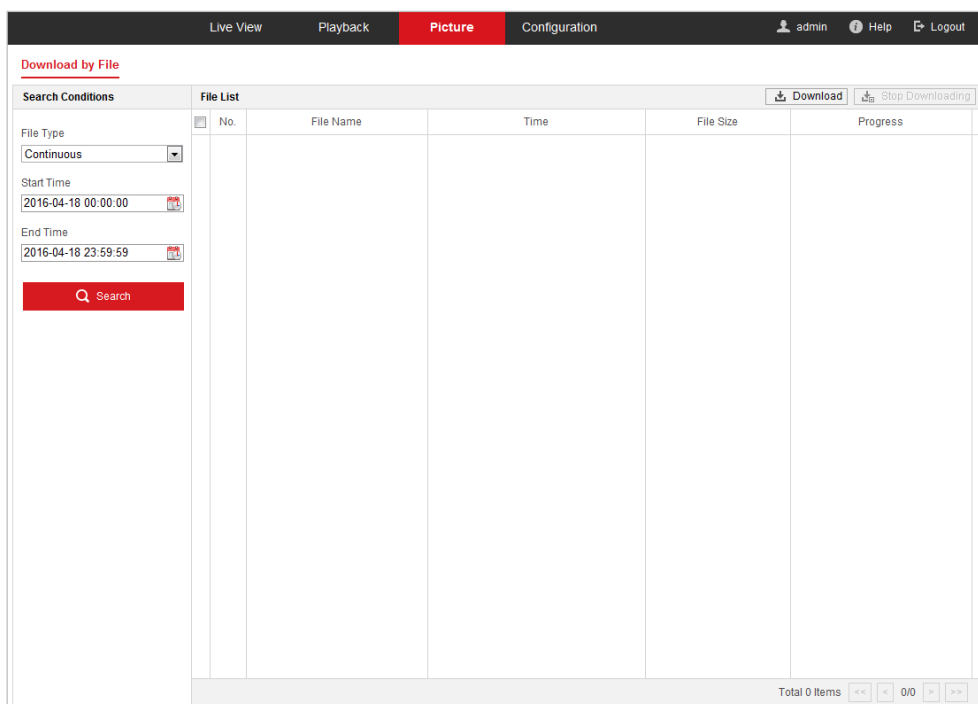 Live View Playback Picture Configuration admin Help Logout
Download by File
Search Conditions File List Download Stop Downloading
No. File Name Time File Size Progress
File Type
Continuous
Start Time
2016-04-18 00:00:00
End Time
2016-04-18 23:59:59
Search
Total 0 Items << < 0/0 > >>